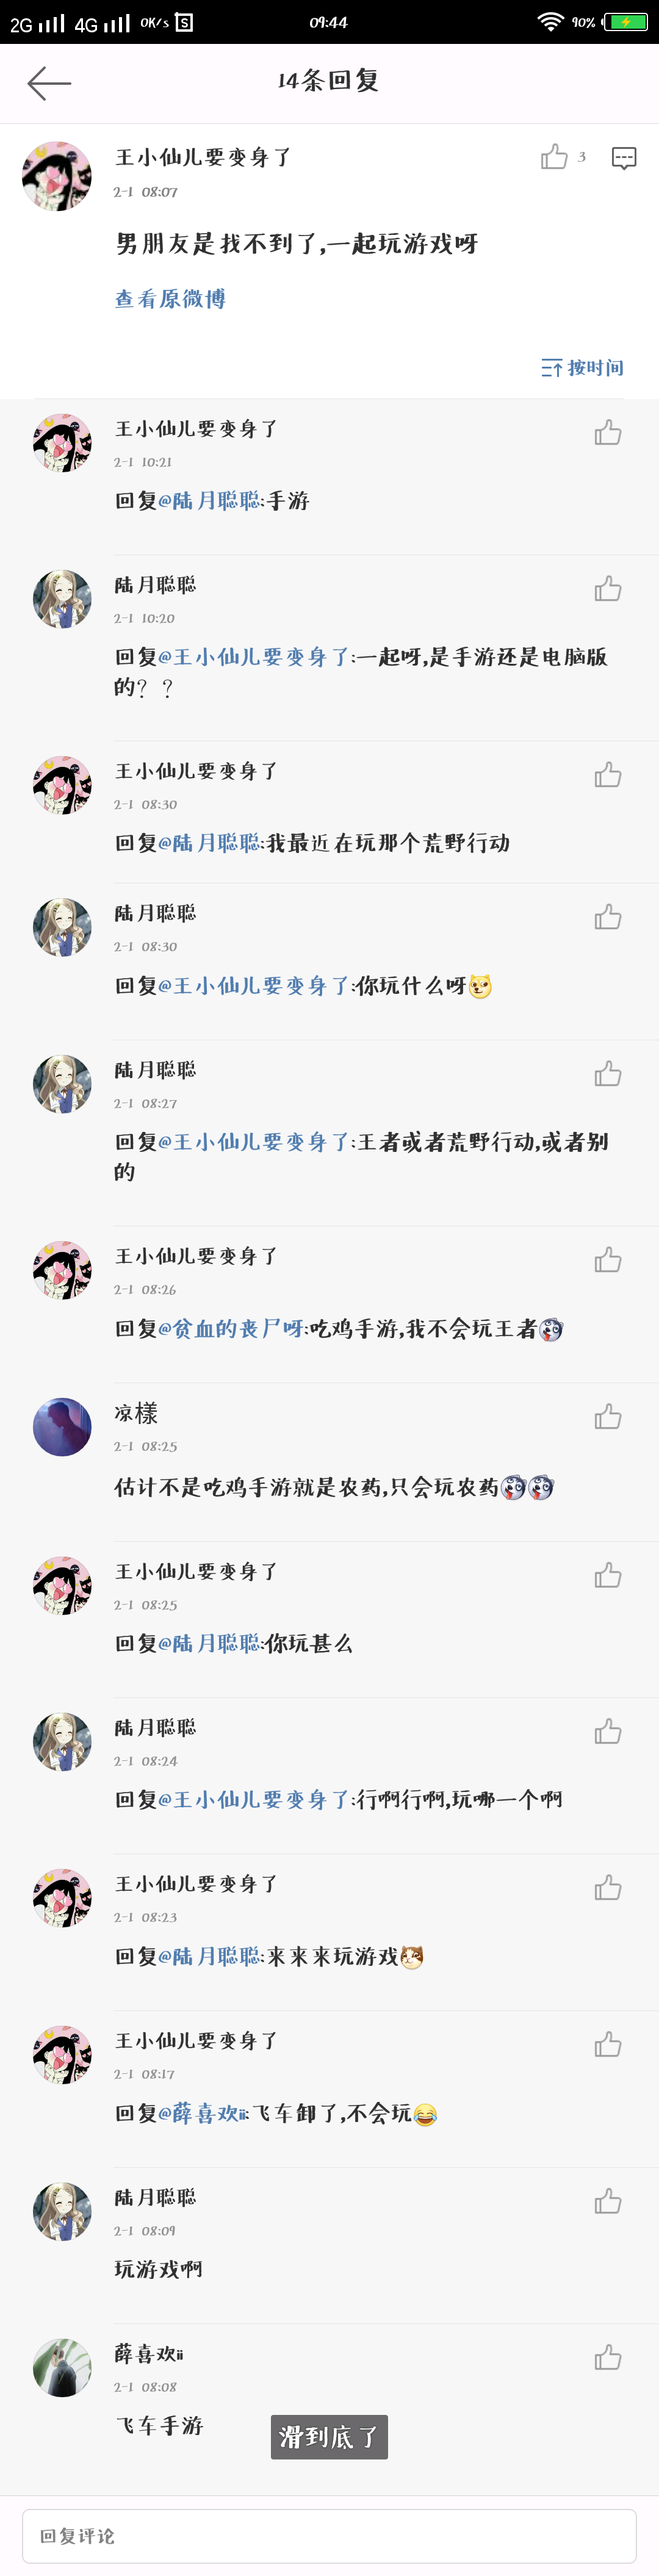 2G 4G 0K/s S 09:44 90%
14条回复
王小仙儿要变身了
3
2-1 08:07
男朋友是找不到了,一起玩游戏呀
查看原微博
按时间
王小仙儿要变身了
2-1 10:21
回复@陆月聪聪:手游
陆月聪聪
2-1 10:20
回复@王小仙儿要变身了:一起呀,是手游还是电脑版
的？？
王小仙儿要变身了
2-1 08:30
回复@陆月聪聪:我最近在玩那个荒野行动
陆月聪聪
2-1 08:30
回复@王小仙儿要变身了:你玩什么呀
陆月聪聪
2-1 08:27
回复@王小仙儿要变身了:王者或者荒野行动,或者别
的
王小仙儿要变身了
2-1 08:26
回复@贫血的丧尸呀:吃鸡手游,我不会玩王者
凉樣
2-1 08:25
估计不是吃鸡手游就是农药,只会玩农药
王小仙儿要变身了
2-1 08:25
回复@陆月聪聪:你玩甚么
陆月聪聪
2-1 08:24
回复@王小仙儿要变身了:行啊行啊,玩哪一个啊
王小仙儿要变身了
2-1 08:23
回复@陆月聪聪:来来来玩游戏
王小仙儿要变身了
2-1 08:17
回复@薛喜欢ii:飞车卸了,不会玩
陆月聪聪
2-1 08:09
玩游戏啊
薛喜欢ii
2-1 08:08
飞车手游
滑到底了
回复评论